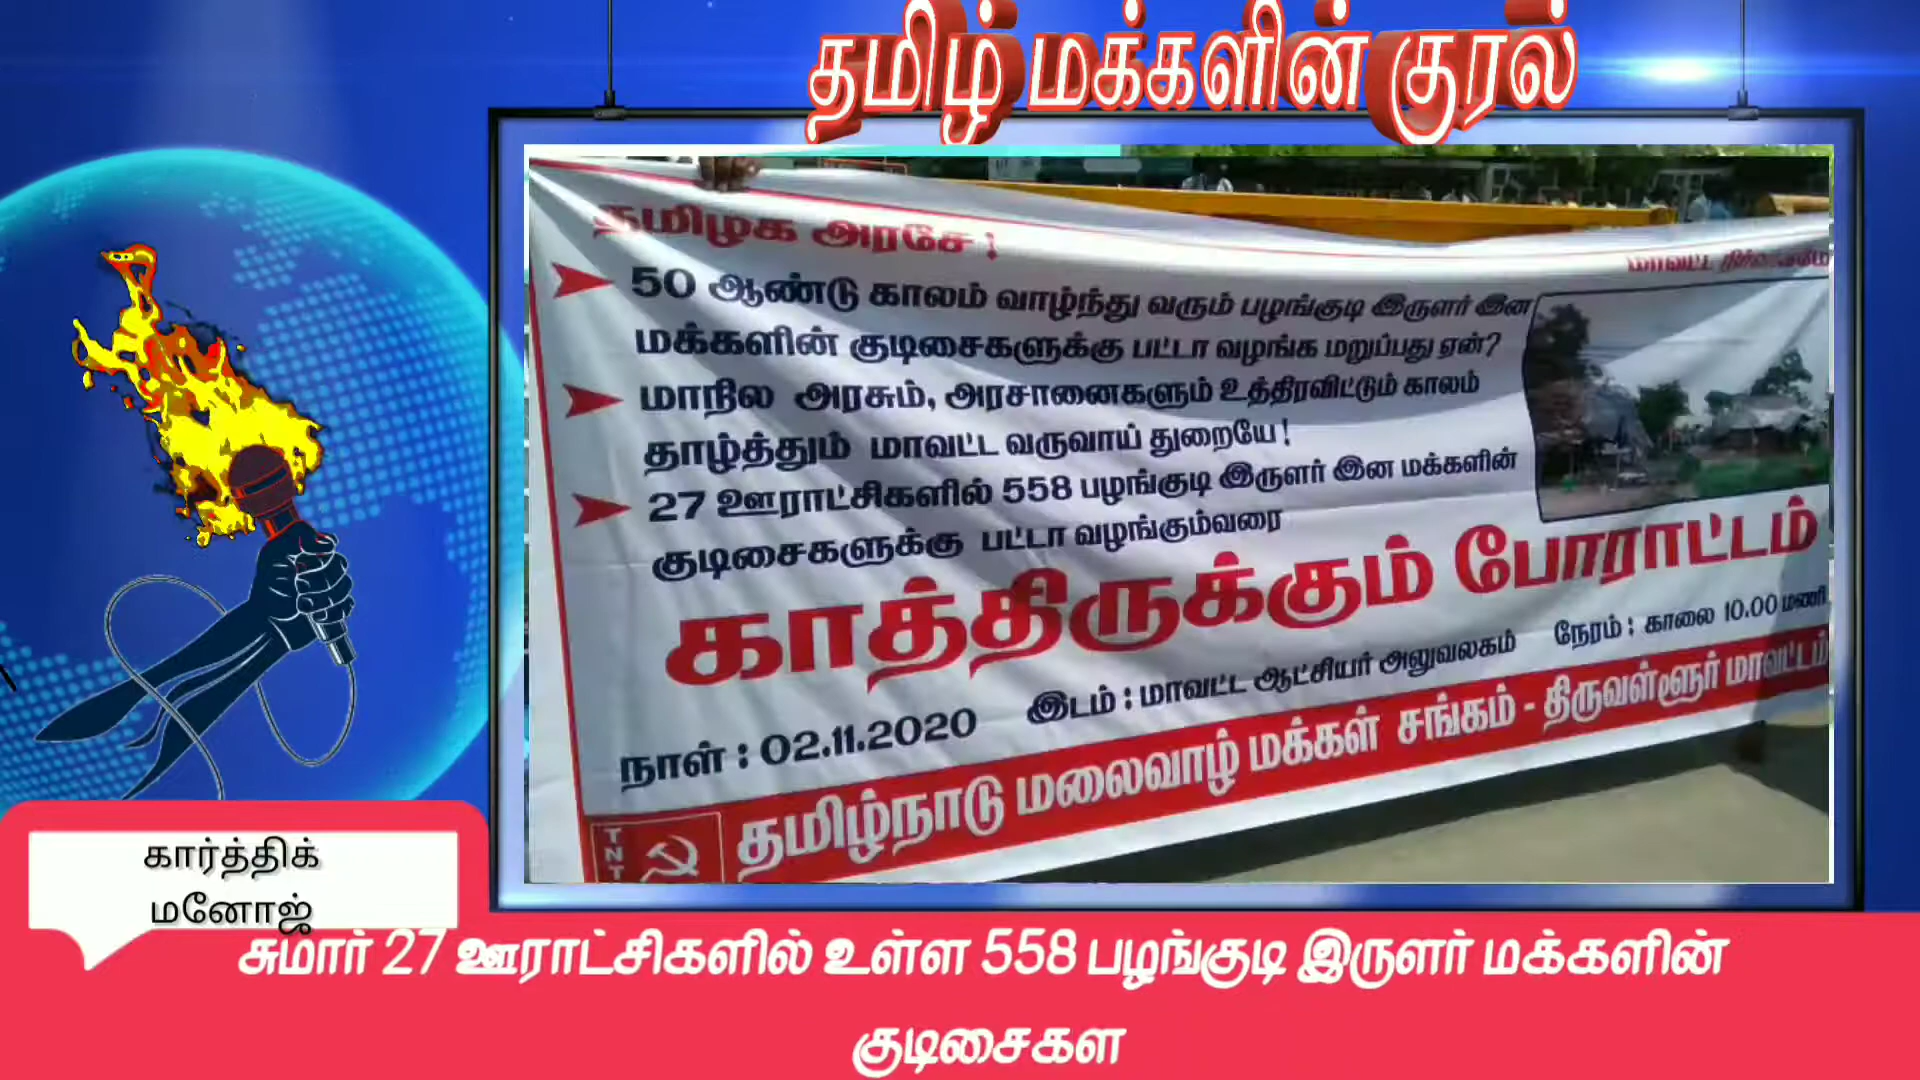 தமிழ் மக்களின் குரல்
தமிழக அரசே !
மாவட்ட நிர்வாகமே
50 ஆண்டு காலம் வாழ்ந்து வரும் பழங்குடி இருளர் இன
மக்களின் குடிசைகளுக்கு பட்டா வழங்க மறுப்பது ஏன்?
மாநில அரசும், அரசானைகளும் உத்திரவிட்டும் காலம்
தாழ்த்தும் மாவட்ட வருவாய் துறையே!
27 ஊராட்சிகளில் 558 பழங்குடி இருளர் இன மக்களின்
குடிசைகளுக்கு பட்டா வழங்கும்வரை
காத்திருக்கும் போராட்டம்
நாள் : 02.11.2020 இடம் : மாவட்ட ஆட்சியர் அலுவலகம் நேரம் : காலை 10.00 மணி
தமிழ்நாடு மலைவாழ் மக்கள் சங்கம் - திருவள்ளூர் மாவட்டம்
TNT
கார்த்திக்
மனோஜ்
சுமார் 27 ஊராட்சிகளில் உள்ள 558 பழங்குடி இருளர் மக்களின்
குடிசைகள